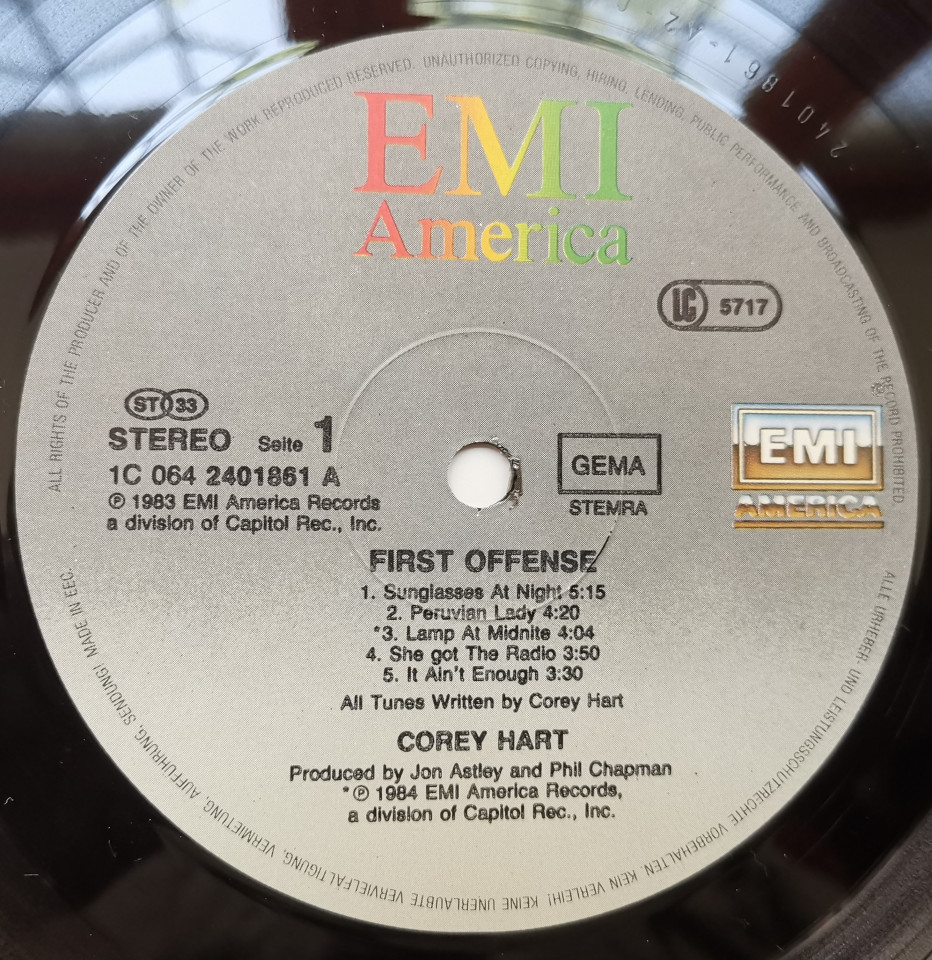 ALL RIGHTS OF THE PRODUCER AND OF THE OWNER OF THE WORK REPRODUCED RESERVED. UNAUTHORIZED COPYING, HIRING, LENDING, PUBLIC PERFORMANCE AND BROADCASTING OF THE RECORD PROHIBITED.
EMI
America
LC 5717
ST 33
STEREO Seite 1
1C 064 2401861 A
℗ 1983 EMI America Records
a division of Capitol Rec., Inc.
GEMA
STEMRA
EMI
AMERICA
FIRST OFFENSE
1. Sunglasses At Night 5:15
2. Peruvian Lady 4:20
*3. Lamp At Midnite 4:04
4. She got The Radio 3:50
5. It Ain't Enough 3:30
All Tunes Written by Corey Hart
COREY HART
Produced by Jon Astley and Phil Chapman
*℗ 1984 EMI America Records,
a division of Capitol Rec., Inc.
ALLE URHEBER- UND LEISTUNGSSCHUTZRECHTE VORBEHALTEN. KEIN VERLEIH! KEINE UNERLAUBTE VERVIELFÄLTIGUNG, VERMIETUNG, AUFFÜHRUNG, SENDUNG! MADE IN EEC.